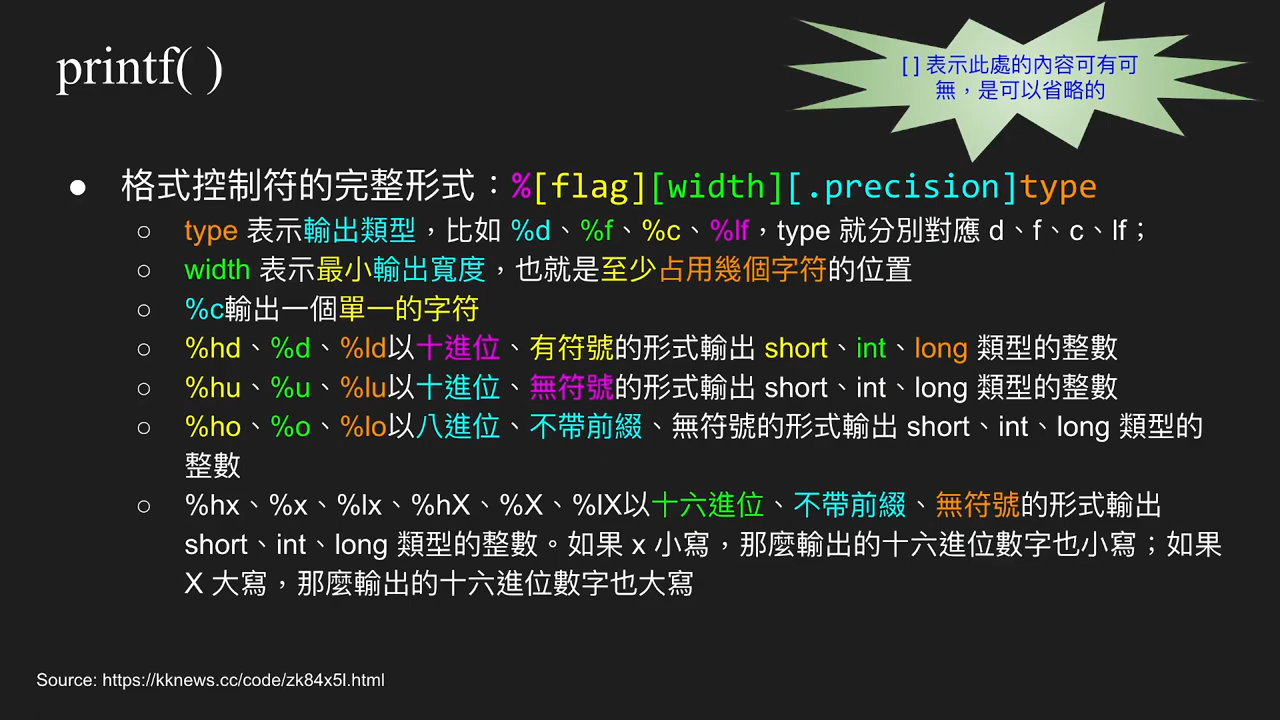 printf( )
[ ] 表示此處的內容可有可
無，是可以省略的
● 格式控制符的完整形式：%[flag][width][.precision]type
○ type 表示輸出類型，比如 %d、%f、%c、%lf，type 就分別對應 d、f、c、lf；
○ width 表示最小輸出寬度，也就是至少占用幾個字符的位置
○ %c輸出一個單一的字符
○ %hd、%d、%ld以十進位、有符號的形式輸出 short、int、long 類型的整數
○ %hu、%u、%lu以十進位、無符號的形式輸出 short、int、long 類型的整數
○ %ho、%o、%lo以八進位、不帶前綴、無符號的形式輸出 short、int、long 類型的
整數
○ %hx、%x、%lx、%hX、%X、%lX以十六進位、不帶前綴、無符號的形式輸出
short、int、long 類型的整數。如果 x 小寫，那麼輸出的十六進位數字也小寫；如果
X 大寫，那麼輸出的十六進位數字也大寫
Source: https://kknews.cc/code/zk84x5l.html